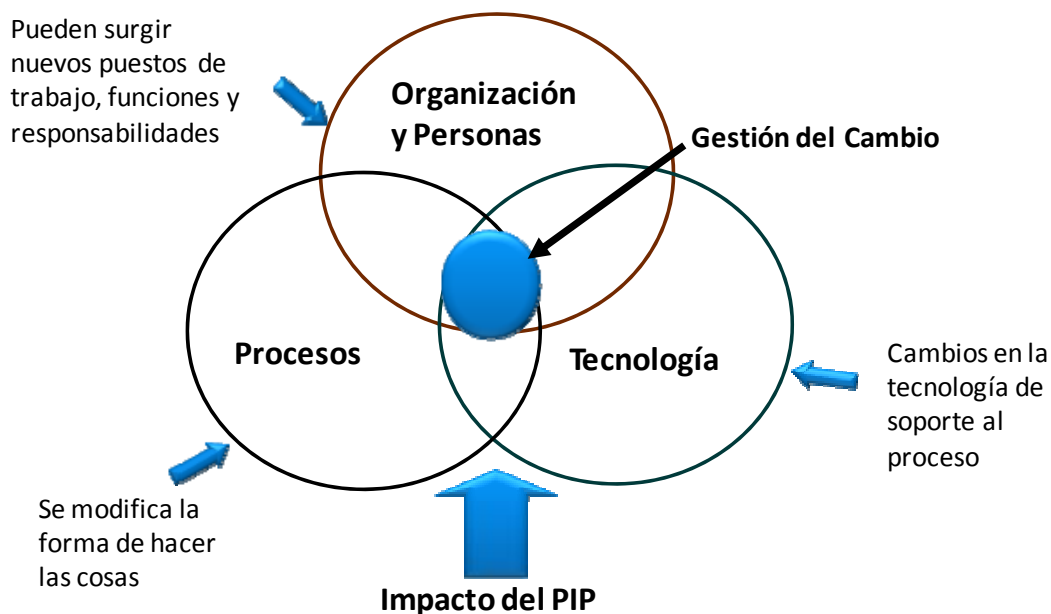 Pueden surgir
nuevos puestos de
trabajo, funciones y
responsabilidades
Organización
y Personas
Gestión del Cambio
Procesos
Tecnología
Cambios en la
tecnología de
soporte al
proceso
Se modifica la
forma de hacer
las cosas
Impacto del PIP